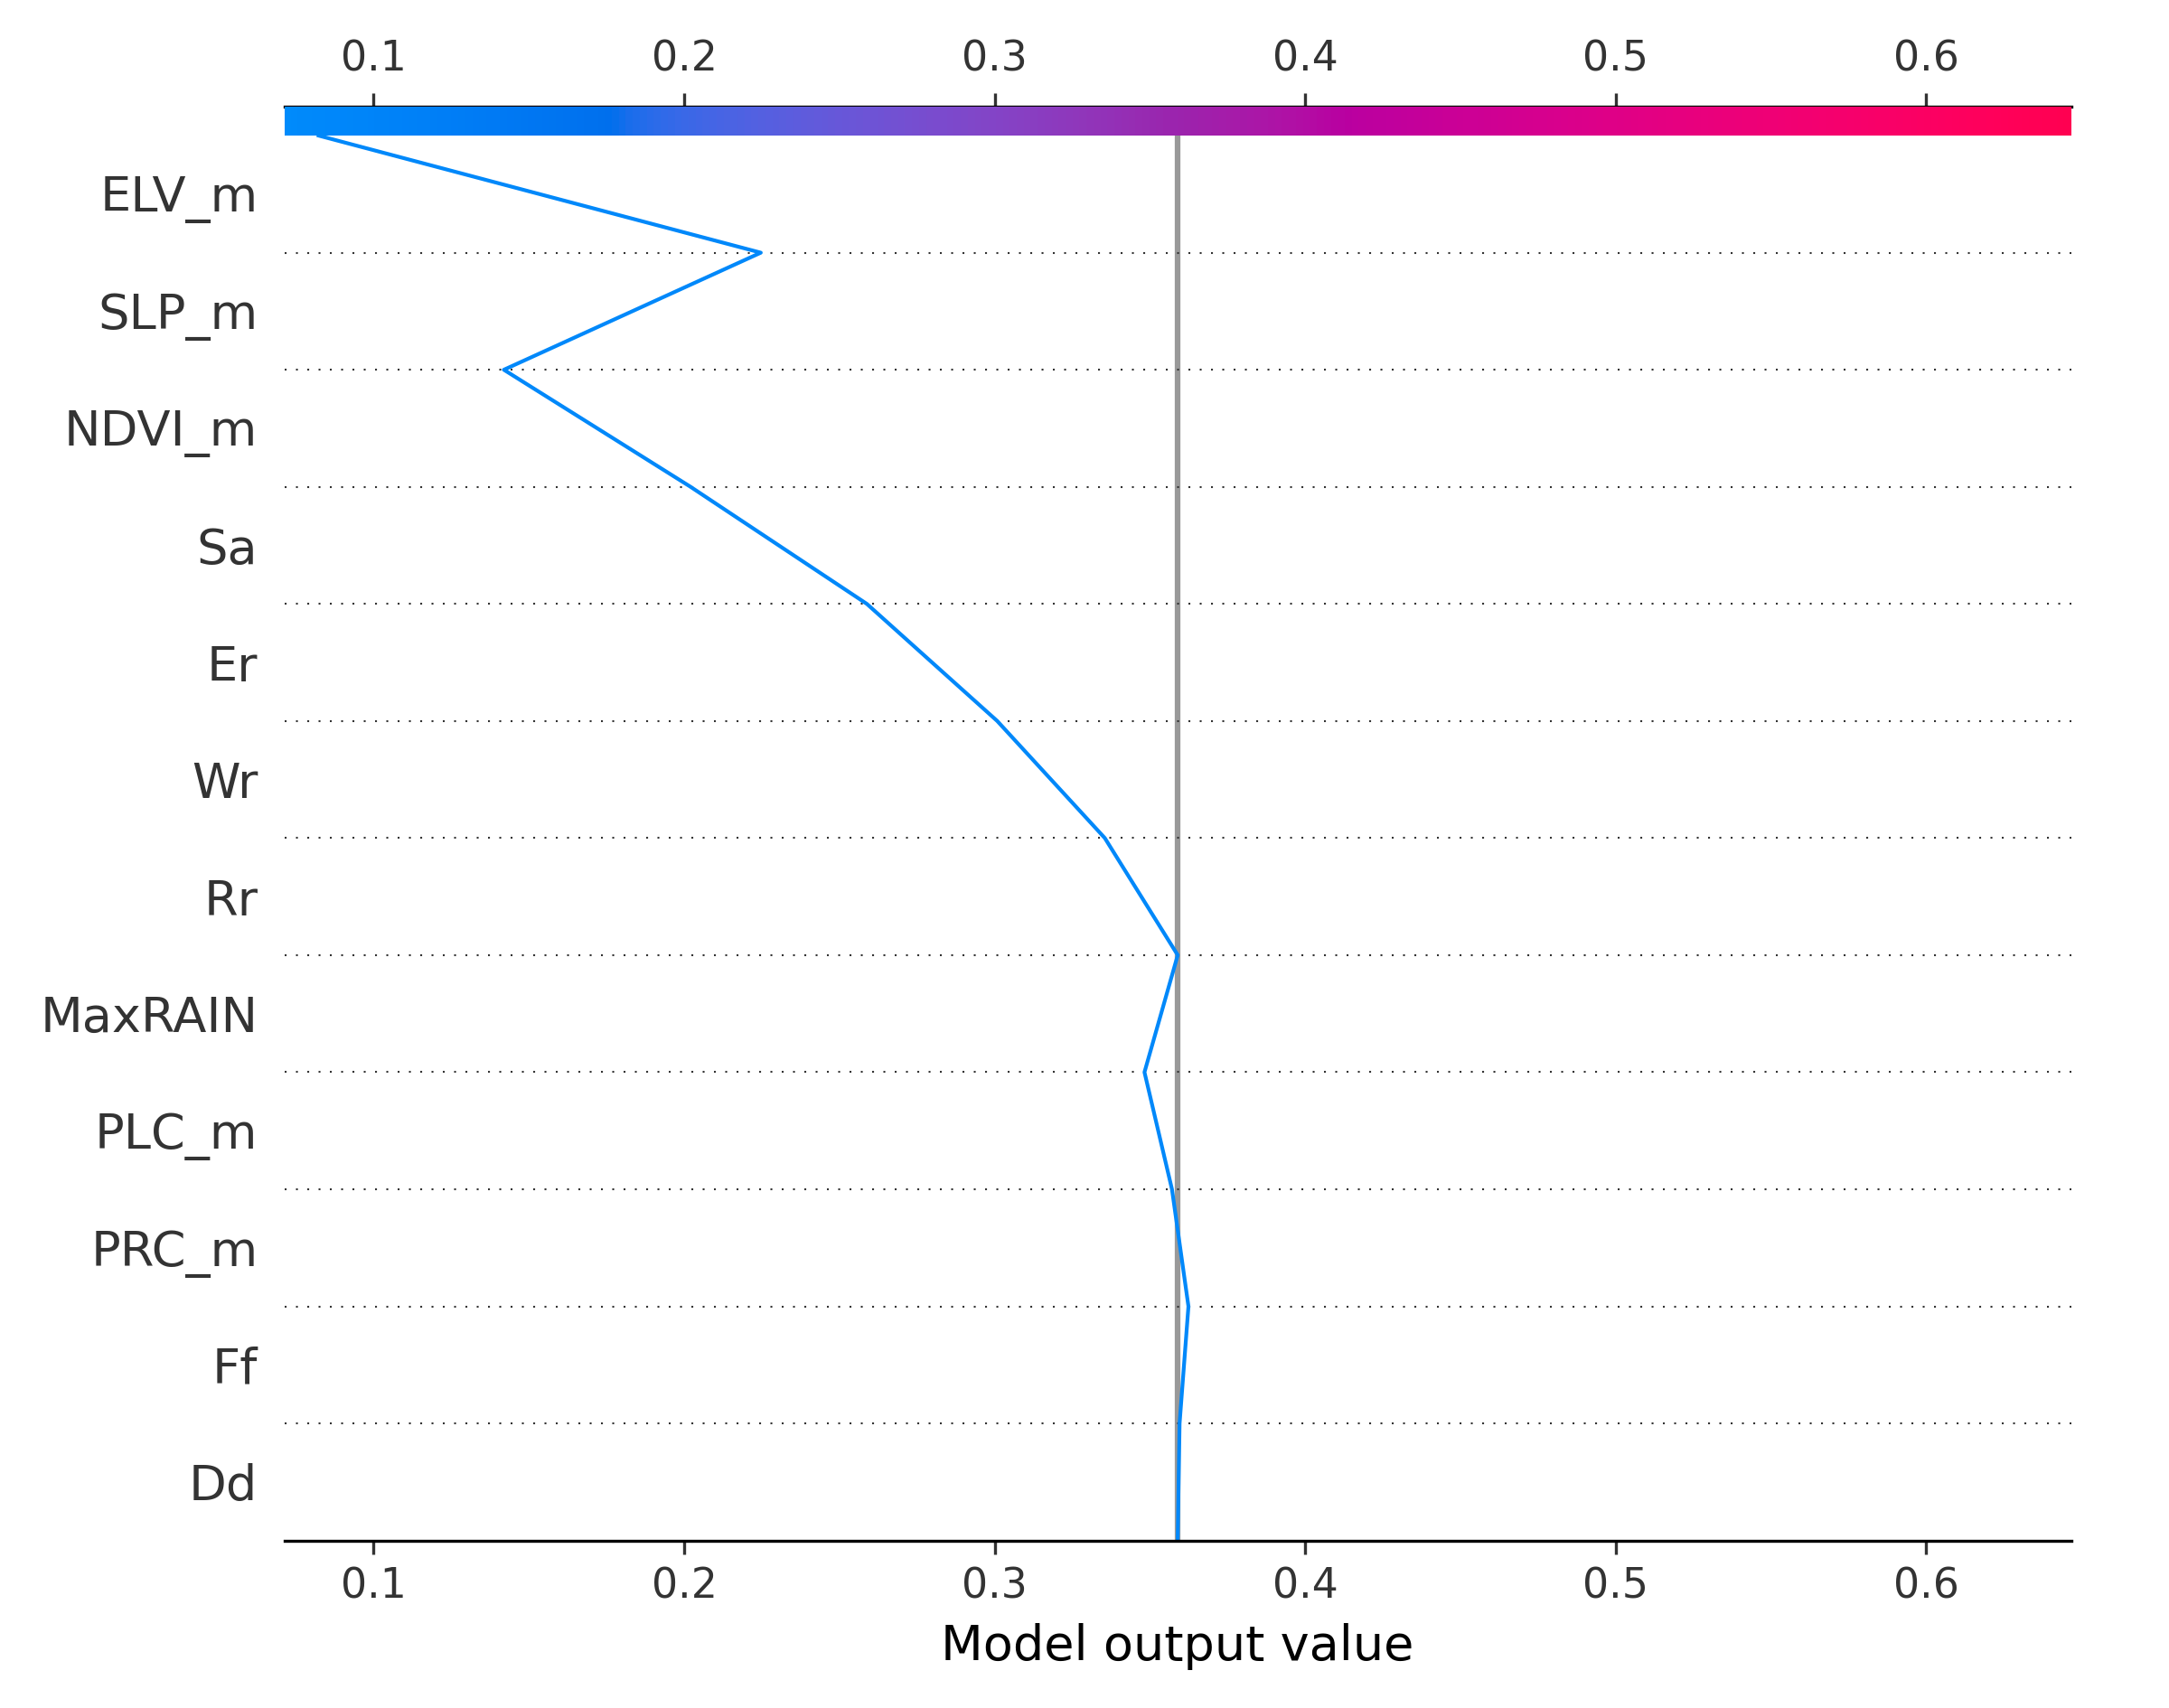 0.1 0.2 0.3 0.4 0.5 0.6
ELV_m
SLP_m
NDVI_m
Sa
Er
Wr
Rr
MaxRAIN
PLC_m
PRC_m
Ff
Dd
0.1 0.2 0.3 0.4 0.5 0.6
Model output value